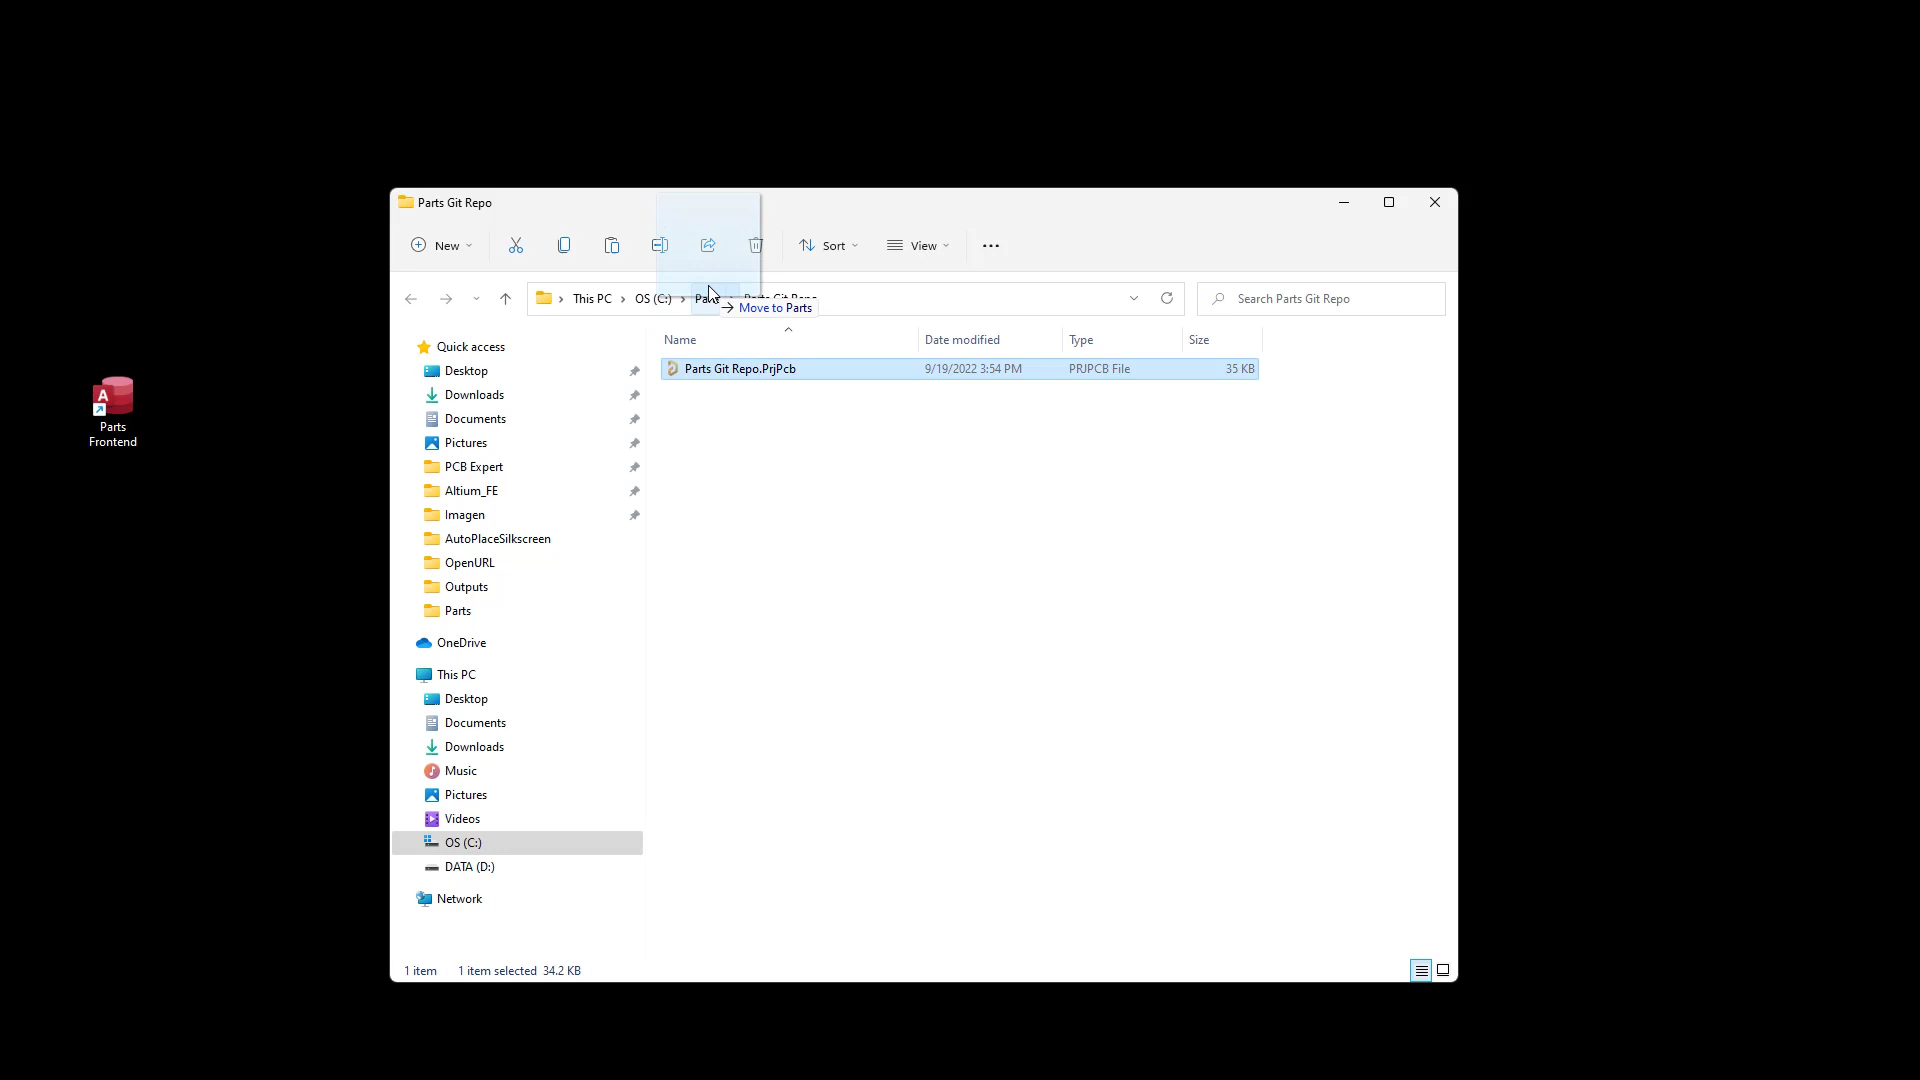 Parts Git Repo
New
Sort
View
This PC
OS (C:)
Parts Git Repo
Move to Parts
Search Parts Git Repo
Name
Date modified
Type
Size
Parts Git Repo.PrjPcb
9/19/2022 3:54 PM
PRJPCB File
35 KB
Quick access
Desktop
Downloads
Documents
Pictures
PCB Expert
Altium_FE
Imagen
AutoPlaceSilkscreen
OpenURL
Outputs
Parts
OneDrive
This PC
Desktop
Documents
Downloads
Music
Pictures
Videos
OS (C:)
DATA (D:)
Network
1 item
1 item selected 34.2 KB
A
Parts
Frontend